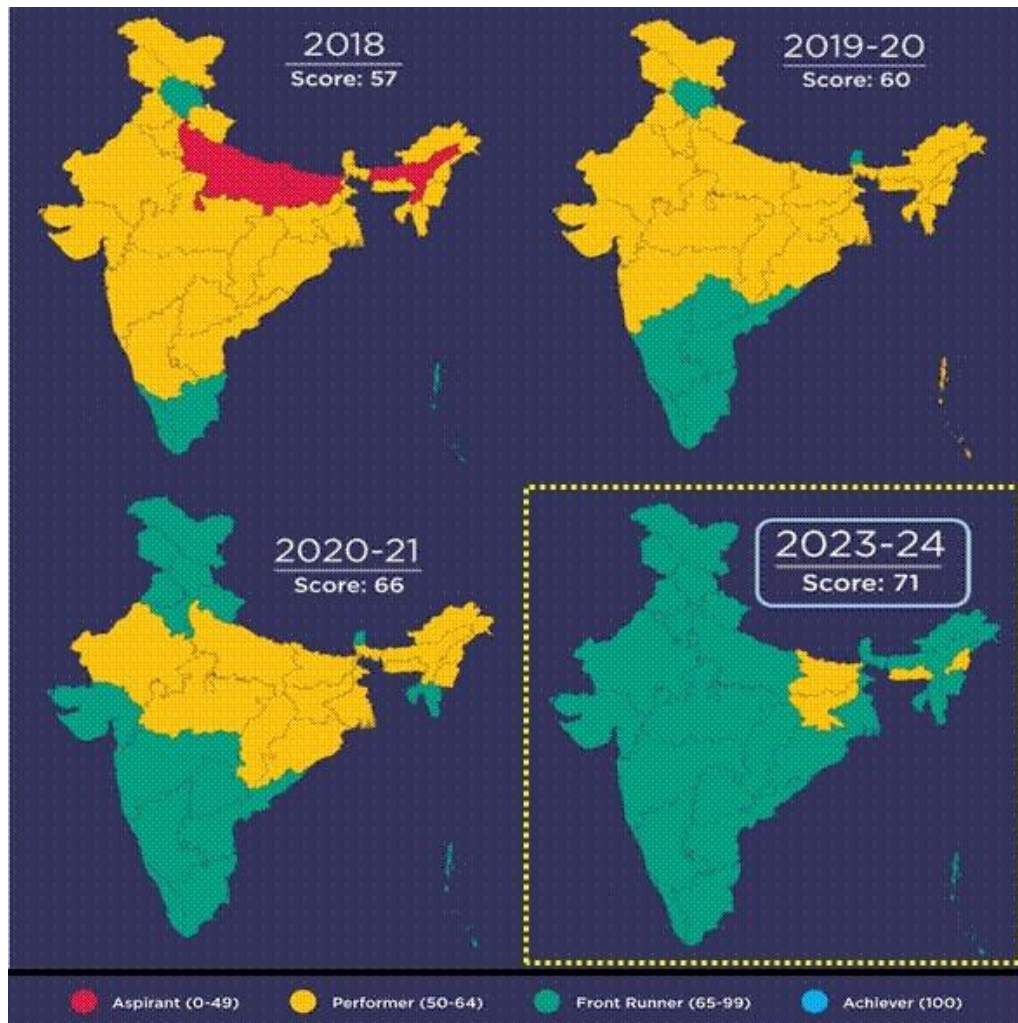 2018
Score: 57
2019-20
Score: 60
2020-21
Score: 66
2023-24
Score: 71
Aspirant (0-49)
Performer (50-64)
Front Runner (65-99)
Achiever (100)